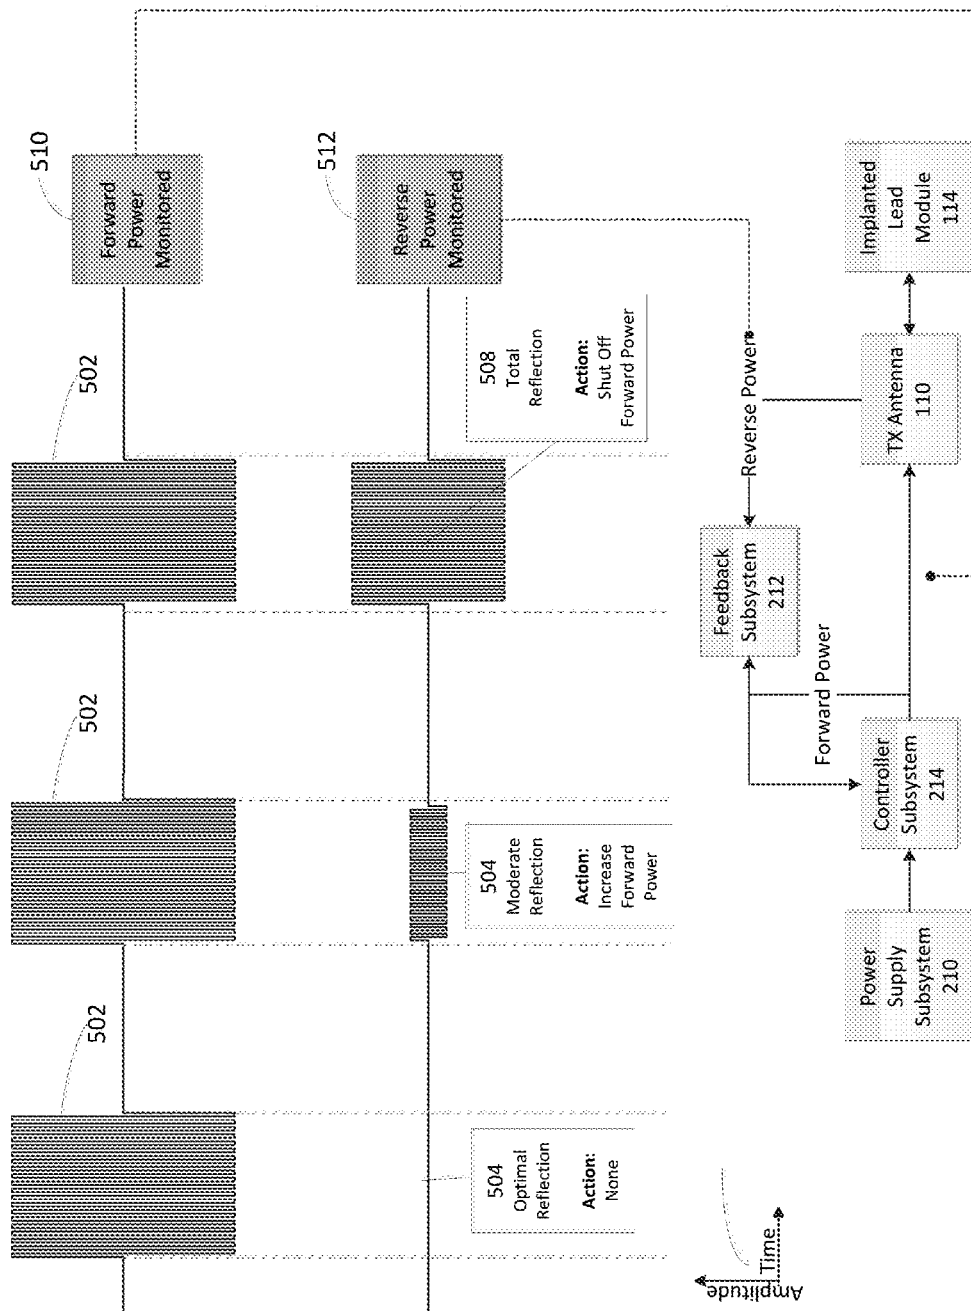 502
502
502
510
Forward
Power
Monitored
512
Reverse
Power
Monitored
504
Optimal
Reflection
Action:
None
504
Moderate
Reflection
Action:
Increase
Forward
Power
508
Total
Reflection
Action:
Shut Off
Forward Power
Amplitude
Time
Feedback
Subsystem
212
Reverse Power
Forward Power
Power
Supply
Subsystem
210
Controller
Subsystem
214
TX Antenna
110
Implanted
Lead
Module
114